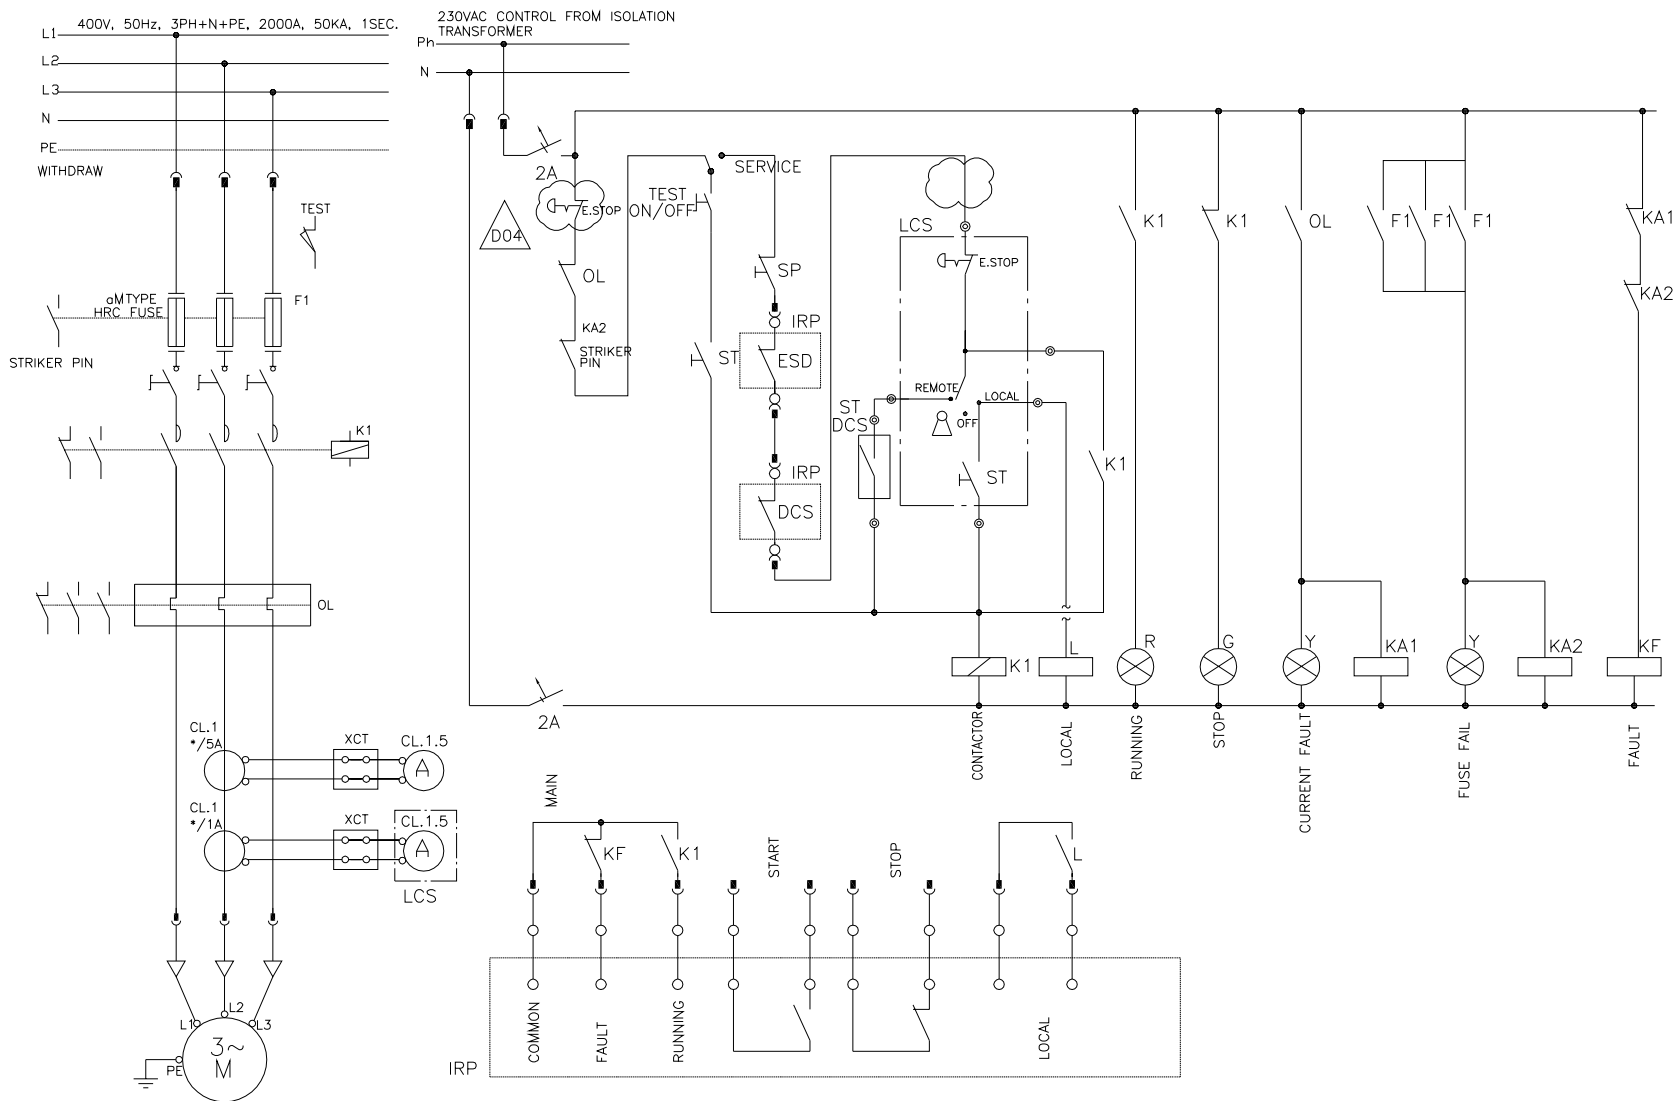 400V, 50Hz, 3PH+N+PE, 2000A, 50KA, 1SEC.
L1
L2
L3
N
PE
WITHDRAW
TEST
aMTYPE
HRC FUSE
F1
STRIKER PIN
K1
OL
CL.1
*/5A
XCT
CL.1.5
A
CL.1
*/1A
XCT
CL.1.5
A
LCS
L1
L2
L3
3~
M
PE
230VAC CONTROL FROM ISOLATION
TRANSFORMER
Ph
N
2A
E.STOP
D04
OL
KA2
STRIKER
PIN
TEST
ON/OFF
SERVICE
ST
SP
IRP
ESD
IRP
DCS
LCS
E.STOP
REMOTE
LOCAL
OFF
ST
DCS
ST
K1
K1
K1
OL
F1
F1
F1
KA1
KA2
K1
L
R
G
Y
KA1
Y
KA2
KF
2A
CONTACTOR
LOCAL
RUNNING
STOP
CURRENT FAULT
FUSE FAIL
FAULT
MAIN
KF
K1
START
STOP
L
COMMON
FAULT
RUNNING
LOCAL
IRP